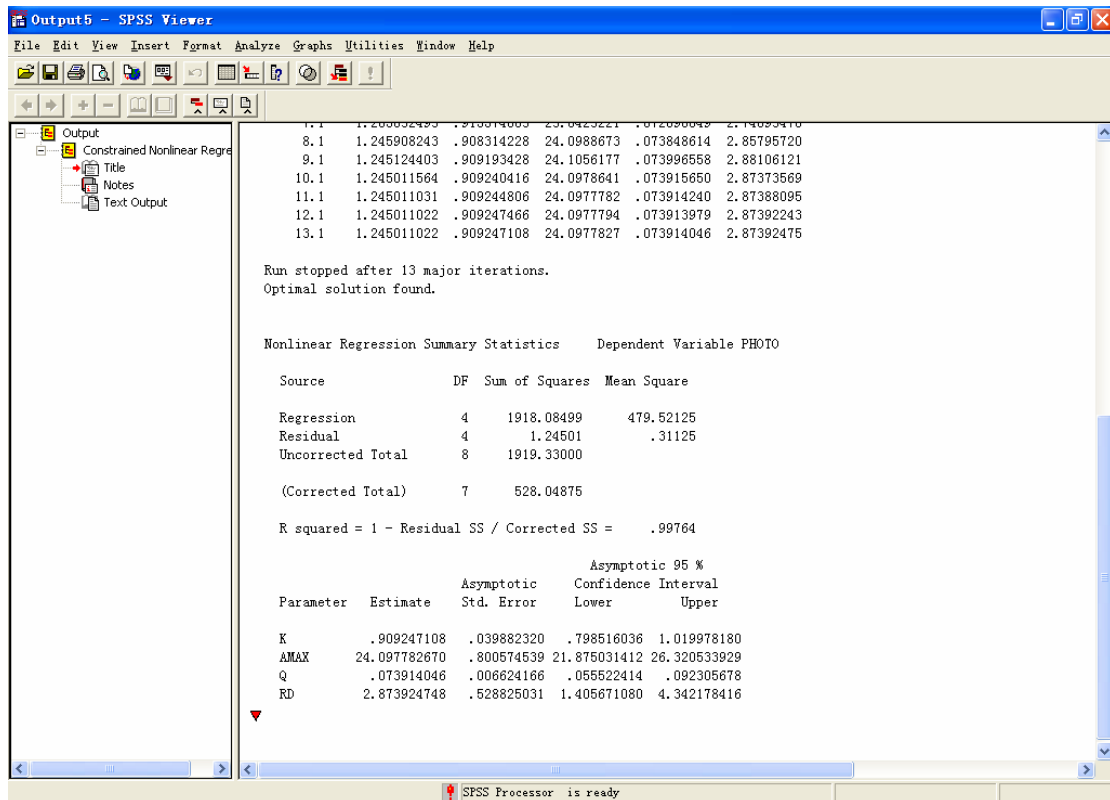 Output5 - SPSS Viewer
File Edit View Insert Format Analyze Graphs Utilities Window Help
Output
Constrained Nonlinear Regre
Title
Notes
Text Output
8.1 1.245908243 .908314228 24.0988673 .073848614 2.85795720
9.1 1.245124403 .909193428 24.1056177 .073996558 2.88106121
10.1 1.245011564 .909240416 24.0978641 .073915650 2.87373569
11.1 1.245011031 .909244806 24.0977782 .073914240 2.87388095
12.1 1.245011022 .909247466 24.0977794 .073913979 2.87392243
13.1 1.245011022 .909247108 24.0977827 .073914046 2.87392475
Run stopped after 13 major iterations.
Optimal solution found.
Nonlinear Regression Summary Statistics Dependent Variable PHOTO
Source DF Sum of Squares Mean Square
Regression 4 1918.08499 479.52125
Residual 4 1.24501 .31125
Uncorrected Total 8 1919.33000
(Corrected Total) 7 528.04875
R squared = 1 - Residual SS / Corrected SS = .99764
Asymptotic 95 %
Asymptotic Confidence Interval
Parameter Estimate Std. Error Lower Upper
K .909247108 .039882320 .798516036 1.019978180
AMAX 24.097782670 .800574539 21.875031412 26.320533929
Q .073914046 .006624166 .055522414 .092305678
RD 2.873924748 .528825031 1.405671080 4.342178416
SPSS Processor is ready